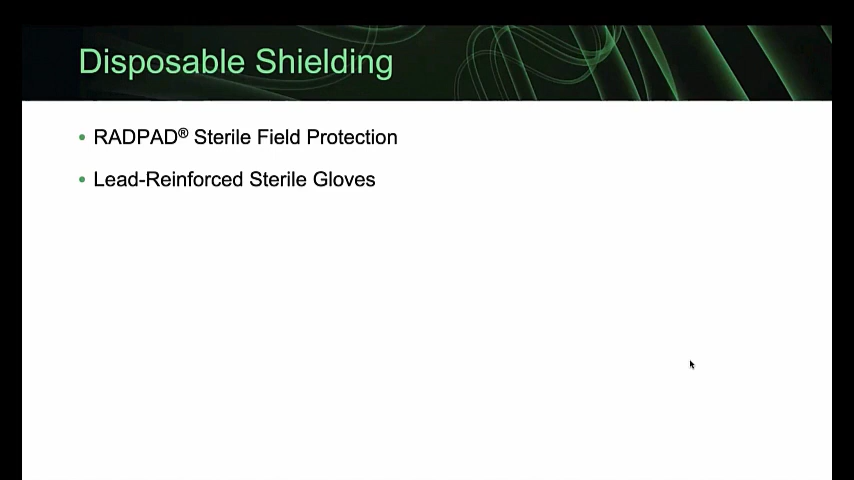 Disposable Shielding
• RADPAD® Sterile Field Protection
• Lead-Reinforced Sterile Gloves